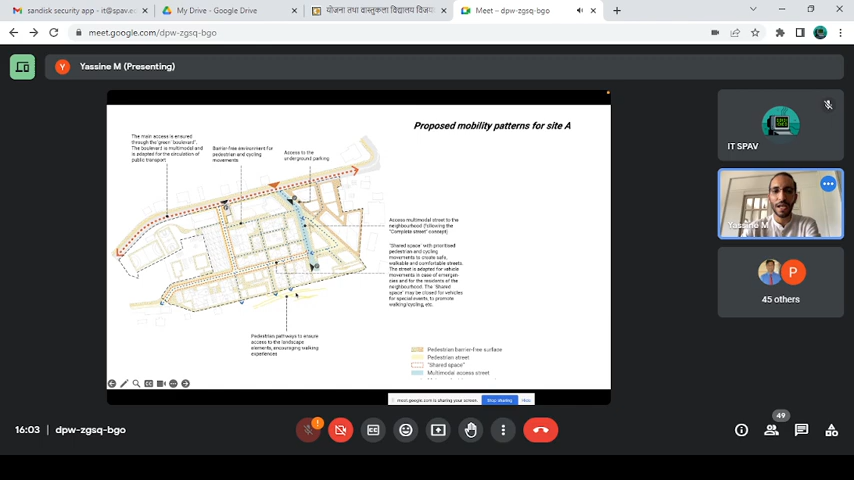 sandisk security app - it@spav.e
My Drive - Google Drive
योजना तथा वास्तुकला विद्यालय विजय
Meet – dpw-zgsq-bgo
meet.google.com/dpw-zgsq-bgo
Yassine M (Presenting)
Proposed mobility patterns for site A
The main access is ensured
through the 'green' boulevard".
The boulevard is multimodal and
is adapted for the circulation of
public transport
Barrier-free environment for
pedestrian and cycling
movements
Access to the
underground parking
Access multimodal street to the
neighbourhood (following the
"Complete street" concept)
"Shared space" with prioritised
pedestrian and cycling
movements to create safe,
walkable and comfortable streets.
The street is adapted for vehicle
movements in case of emergen-
cies and for the residents of the
neighbourhood. The "Shared
space" may be closed for vehicles
for special events, to promote
walking/cycling, etc.
Pedestrian pathways to ensure
access to the landscape
elements, encouraging walking
experiences
Pedestrian barrier-free surface
Pedestrian street
"Shared space"
Multimodal access street
meet.google.com is sharing your screen.
Stop sharing
Hide
IT SPAV
Yassine M
P
45 others
16:03
dpw-zgsq-bgo
49